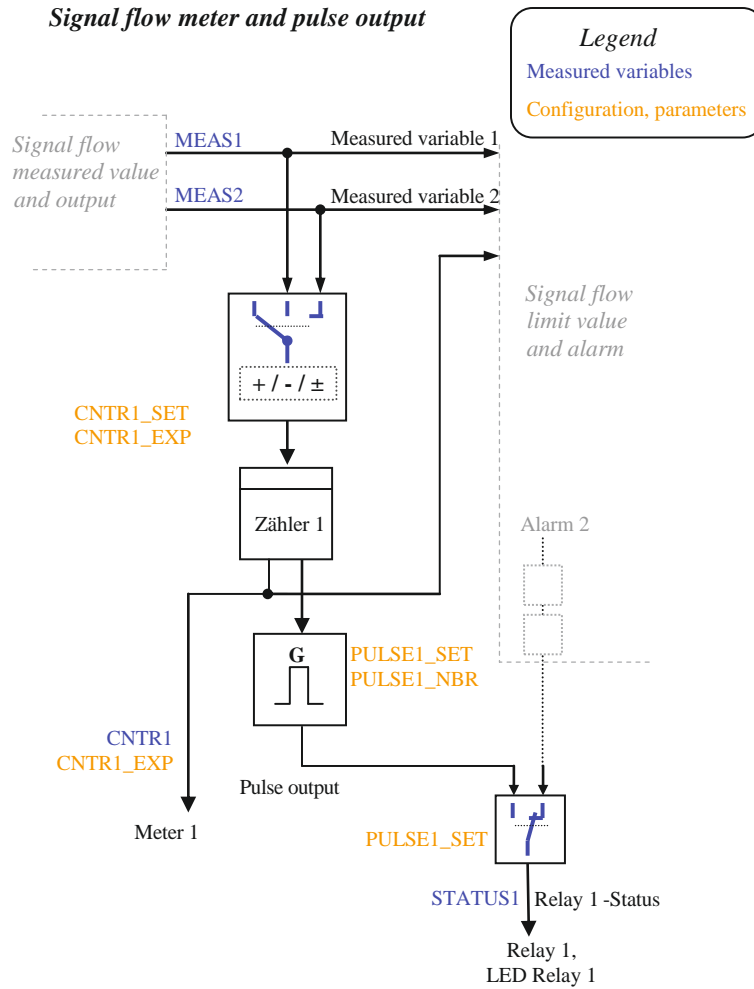 Signal flow meter and pulse output
Legend
Measured variables
Configuration, parameters
Signal flow
measured value
and output
MEAS1
Measured variable 1
MEAS2
Measured variable 2
Signal flow
limit value
and alarm
+ / - / ±
CNTR1_SET
CNTR1_EXP
Zähler 1
Alarm 2
G
PULSE1_SET
PULSE1_NBR
CNTR1
CNTR1_EXP
Pulse output
Meter 1
PULSE1_SET
STATUS1
Relay 1 -Status
Relay 1,
LED Relay 1